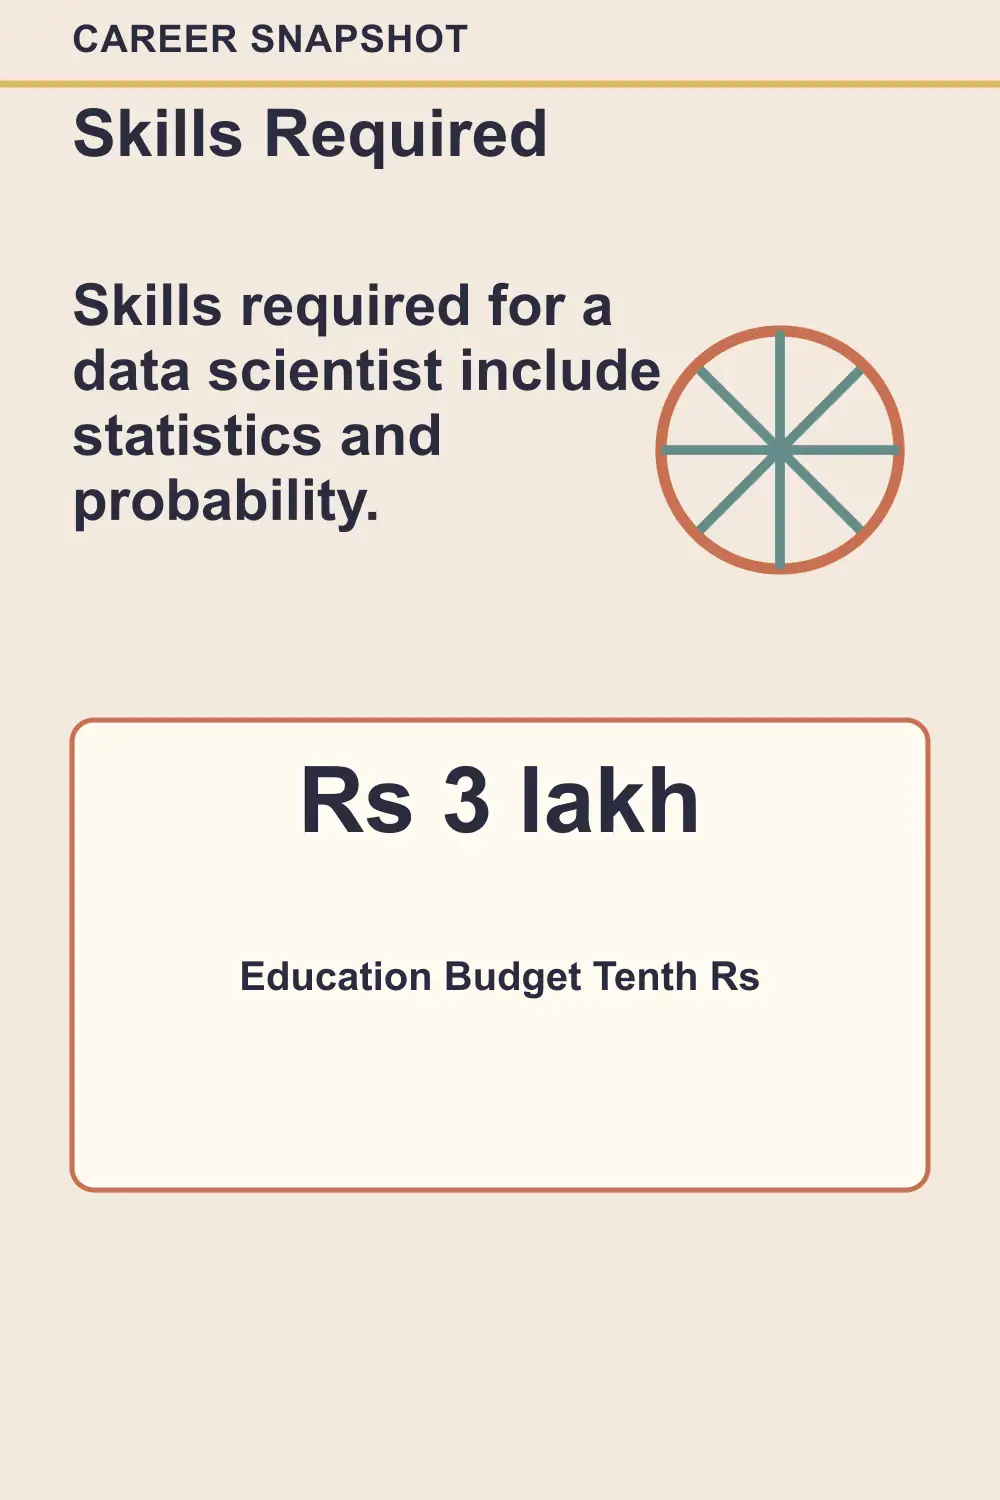 CAREER SNAPSHOT
Skills Required
Skills required for a
data scientist include
statistics and
probability.
Rs 3 lakh
Education Budget Tenth Rs